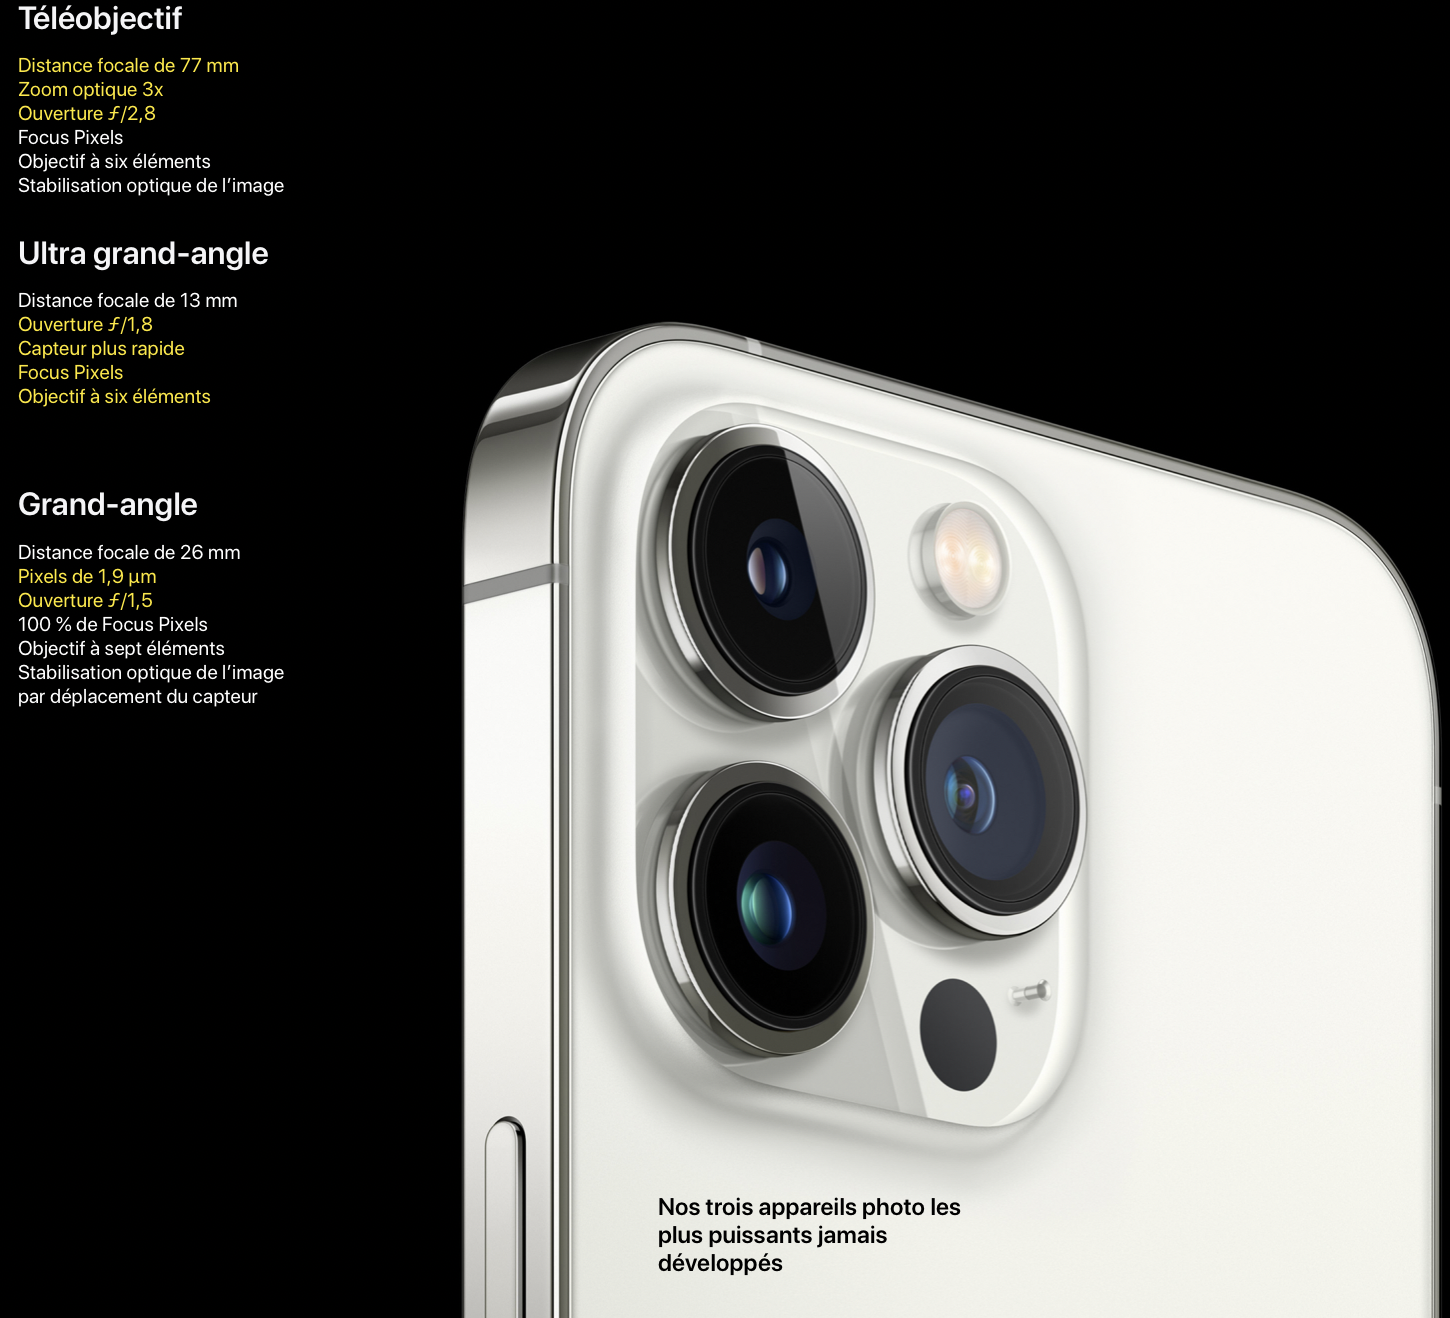 Téléobjectif
Distance focale de 77 mm
Zoom optique 3x
Ouverture ƒ/2,8
Focus Pixels
Objectif à six éléments
Stabilisation optique de l’image
Ultra grand-angle
Distance focale de 13 mm
Ouverture ƒ/1,8
Capteur plus rapide
Focus Pixels
Objectif à six éléments
Grand-angle
Distance focale de 26 mm
Pixels de 1,9 µm
Ouverture ƒ/1,5
100 % de Focus Pixels
Objectif à sept éléments
Stabilisation optique de l’image
par déplacement du capteur
Nos trois appareils photo les
plus puissants jamais
développés